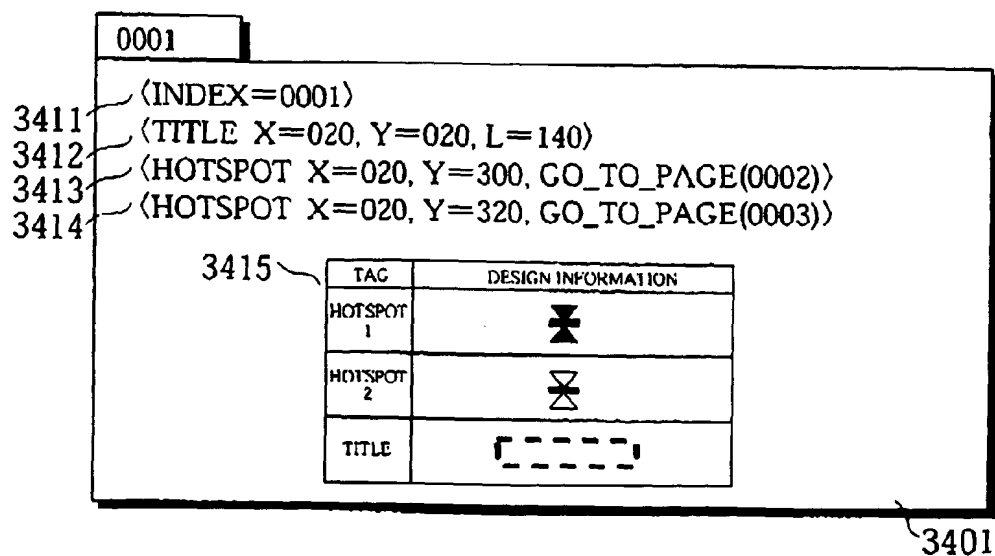 0001
3411 〈INDEX=0001〉
3412 〈TITLE X=020, Y=020, L=140〉
3413 〈HOTSPOT X=020, Y=300, GO_TO_PAGE(0002)〉
3414 〈HOTSPOT X=020, Y=320, GO_TO_PAGE(0003)〉
3415
TAG DESIGN INFORMATION
HOTSPOT
1
HOTSPOT
2
TITLE
3401